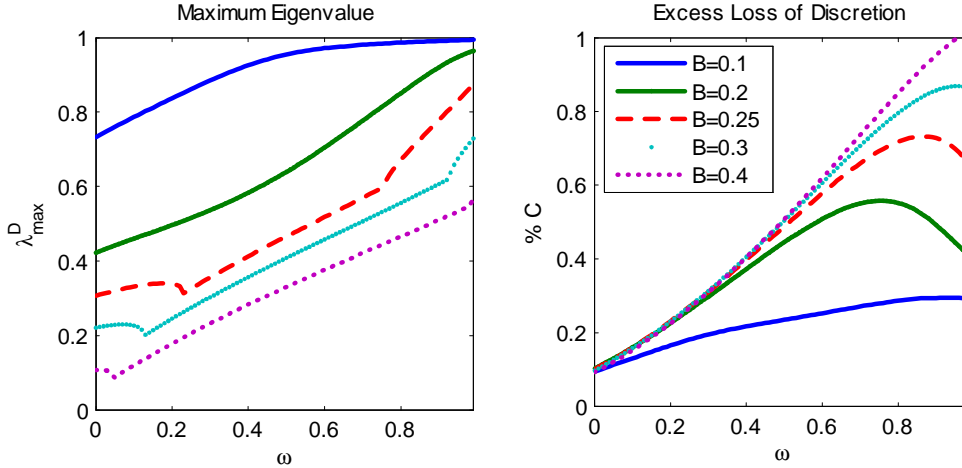 Maximum Eigenvalue
1
0.8
0.6
0.4
0.2
0
λ^D_max
0 0.2 0.4 0.6 0.8
ω
Excess Loss of Discretion
1
0.8
0.6
0.4
0.2
0
% C
B=0.1
B=0.2
B=0.25
B=0.3
B=0.4
0 0.2 0.4 0.6 0.8
ω